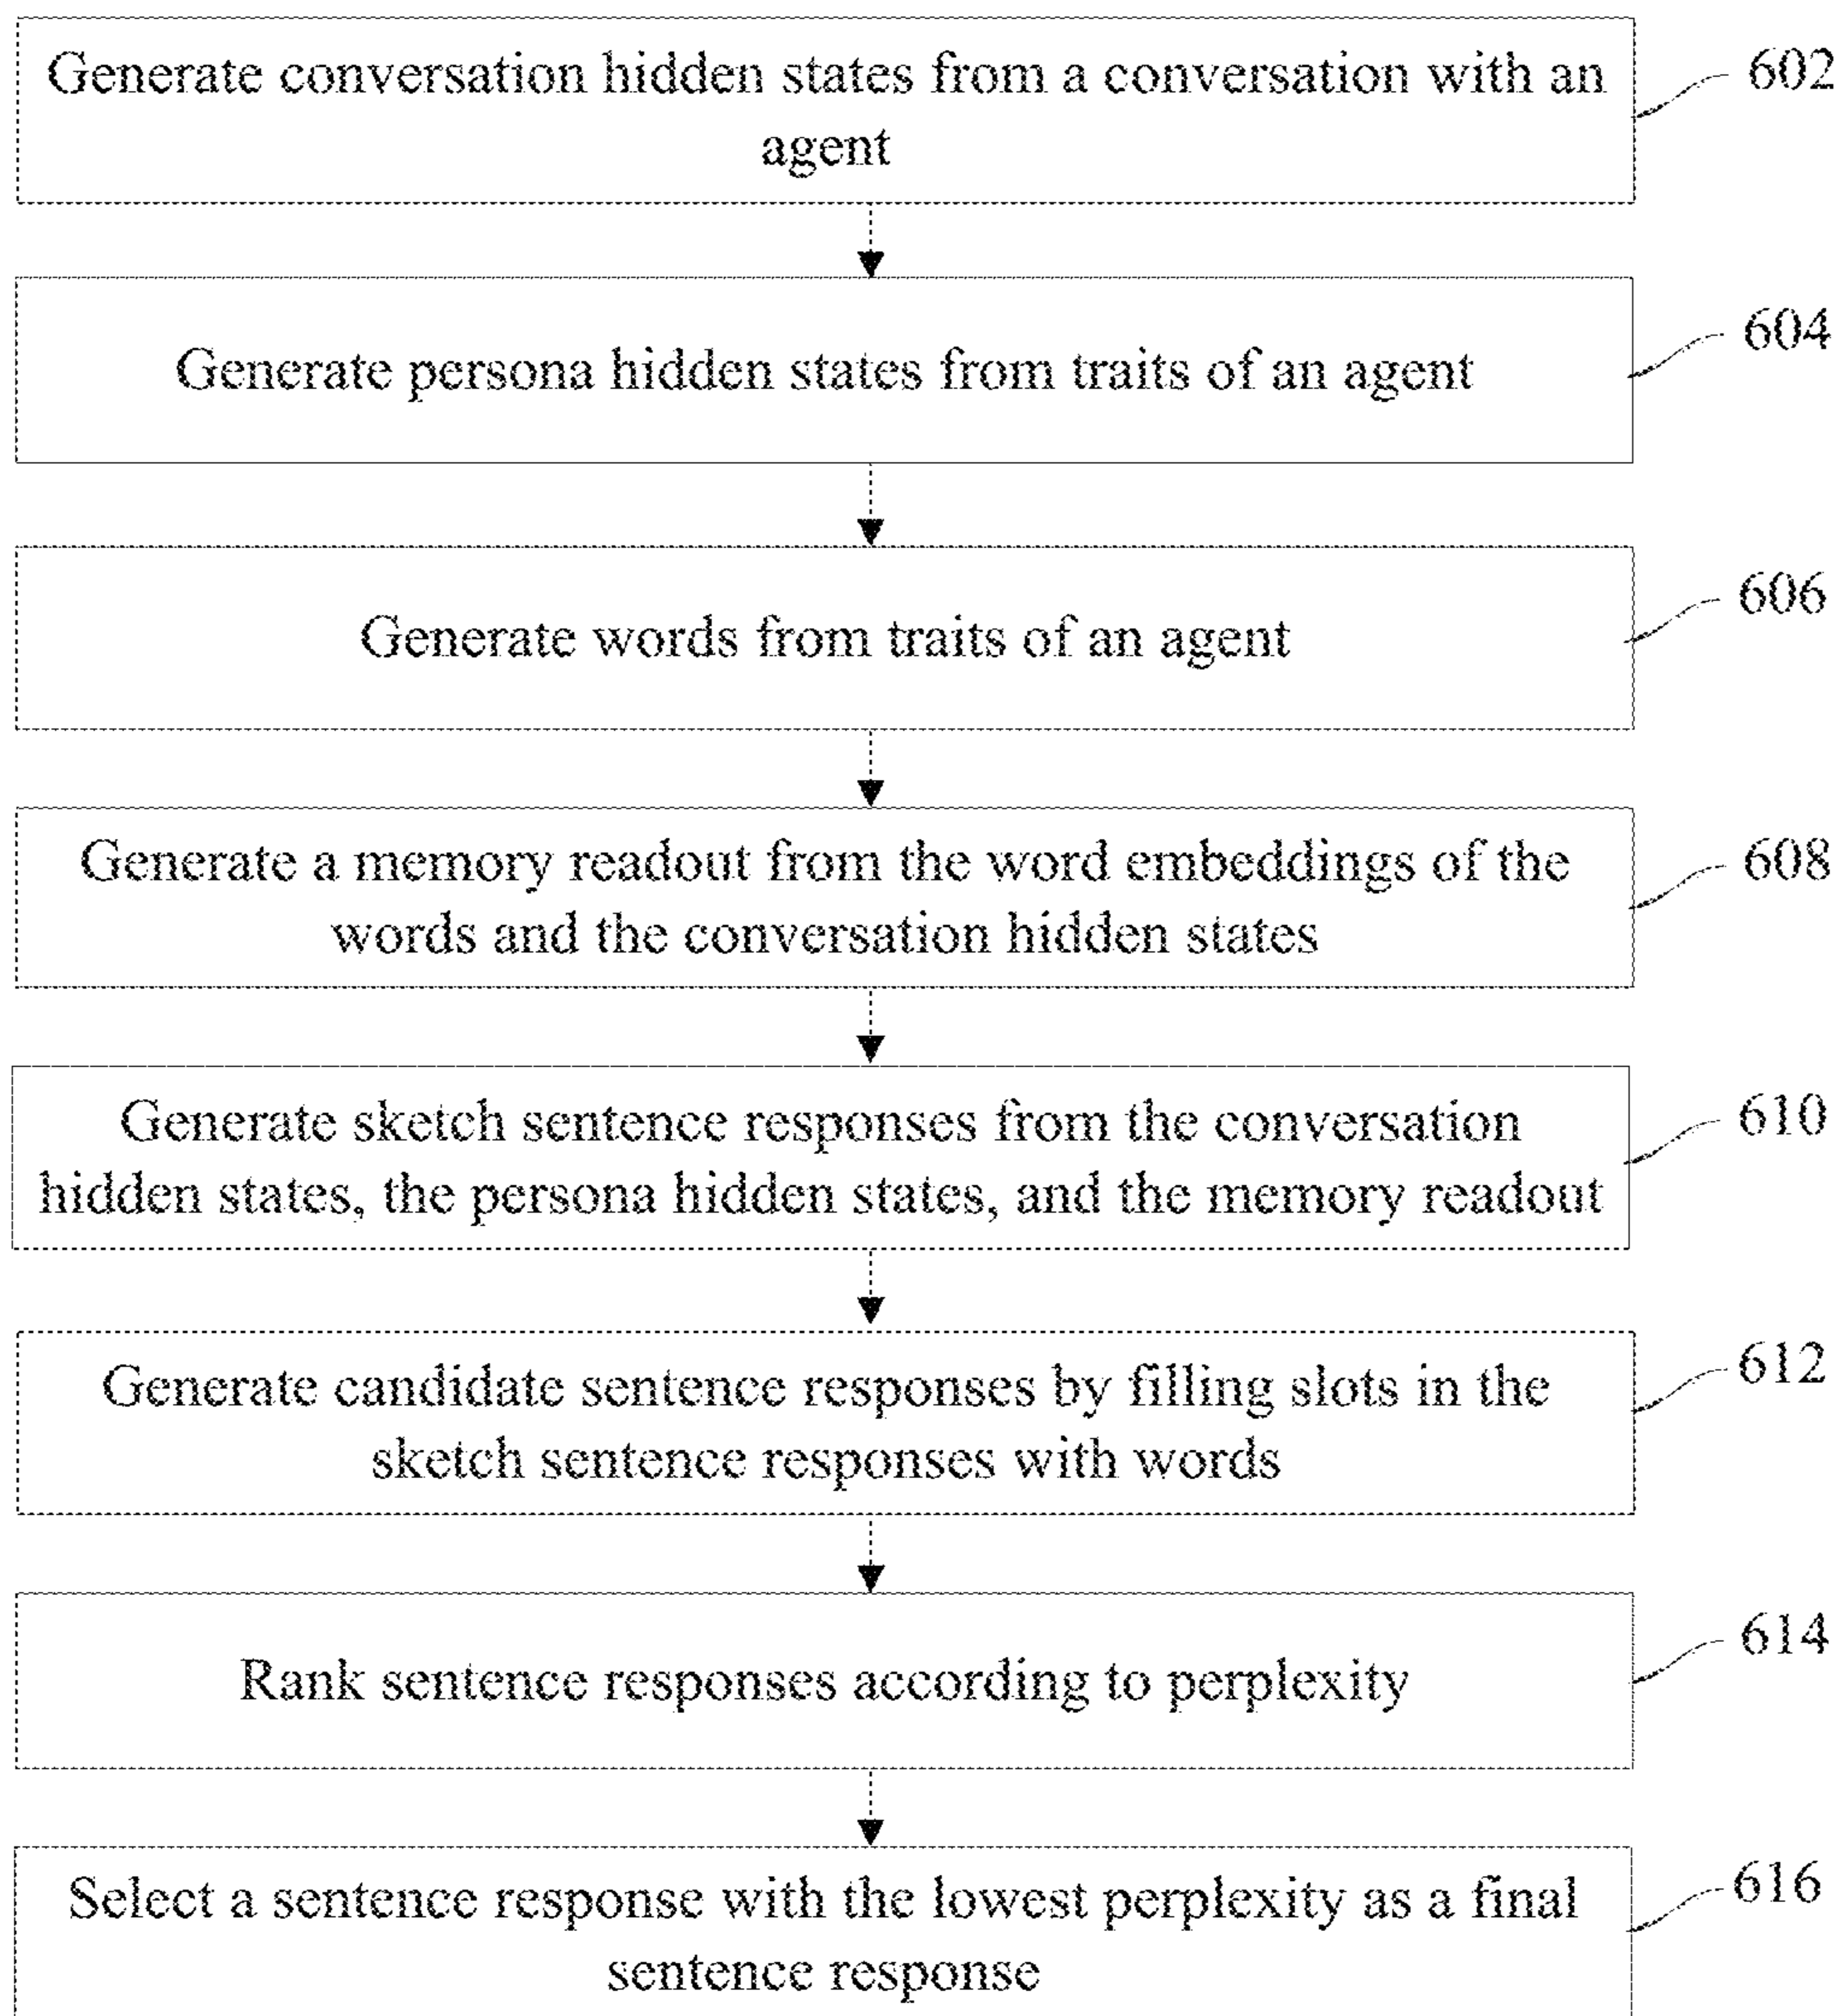 Generate conversation hidden states from a conversation with an
agent
602
Generate persona hidden states from traits of an agent
604
Generate words from traits of an agent
606
Generate a memory readout from the word embeddings of the
words and the conversation hidden states
608
Generate sketch sentence responses from the conversation
hidden states, the persona hidden states, and the memory readout
610
Generate candidate sentence responses by filling slots in the
sketch sentence responses with words
612
Rank sentence responses according to perplexity
614
Select a sentence response with the lowest perplexity as a final
sentence response
616